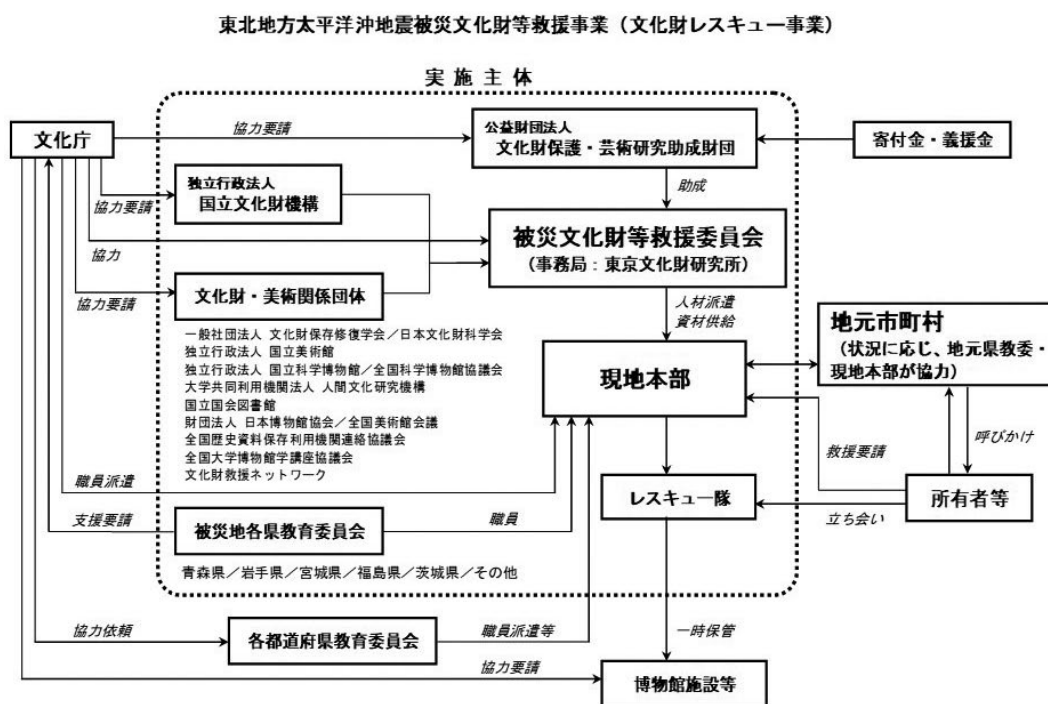 東北地方太平洋沖地震被災文化財等救援事業（文化財レスキュー事業）
実施主体
文化庁
協力要請
公益財団法人
文化財保護・芸術研究助成財団
寄付金・義援金
独立行政法人
国立文化財機構
協力要請
助成
被災文化財等救援委員会
（事務局：東京文化財研究所）
協力
文化財・美術関係団体
協力要請
人材派遣
資材供給
一般社団法人 文化財保存修復学会／日本文化財科学会
独立行政法人 国立美術館
独立行政法人 国立科学博物館／全国科学博物館協議会
大学共同利用機関法人 人間文化研究機構
国立国会図書館
財団法人 日本博物館協会／全国美術館会議
全国歴史資料保存利用機関連絡協議会
全国大学博物館学講座協議会
文化財救援ネットワーク
現地本部
地元市町村
（状況に応じ、地元県教委・
現地本部が協力）
呼びかけ
救援要請
職員派遣
レスキュー隊
所有者等
立ち会い
支援要請
被災地各県教育委員会
職員
青森県／岩手県／宮城県／福島県／茨城県／その他
協力依頼
各都道府県教育委員会
職員派遣等
一時保管
協力要請
博物館施設等